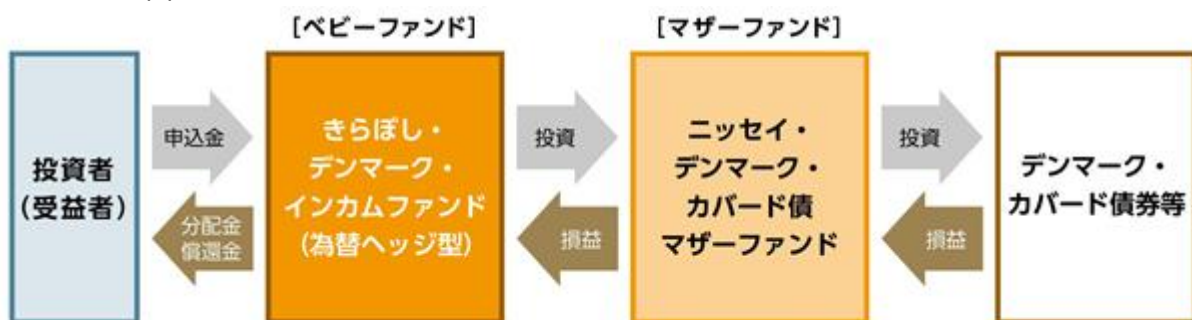 [ベビーファンド]
[マザーファンド]
投資者
(受益者)
申込金
分配金
償還金
きらぼし・
デンマーク・
インカムファンド
(為替ヘッジ型)
投資
損益
ニッセイ・
デンマーク・
カバード債
マザーファンド
投資
損益
デンマーク・
カバード債券等